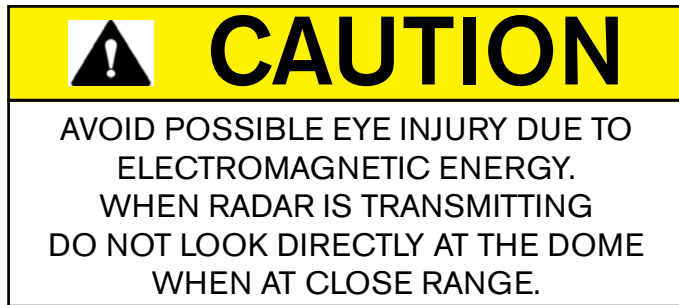 CAUTION
AVOID POSSIBLE EYE INJURY DUE TO
ELECTROMAGNETIC ENERGY.
WHEN RADAR IS TRANSMITTING
DO NOT LOOK DIRECTLY AT THE DOME
WHEN AT CLOSE RANGE.